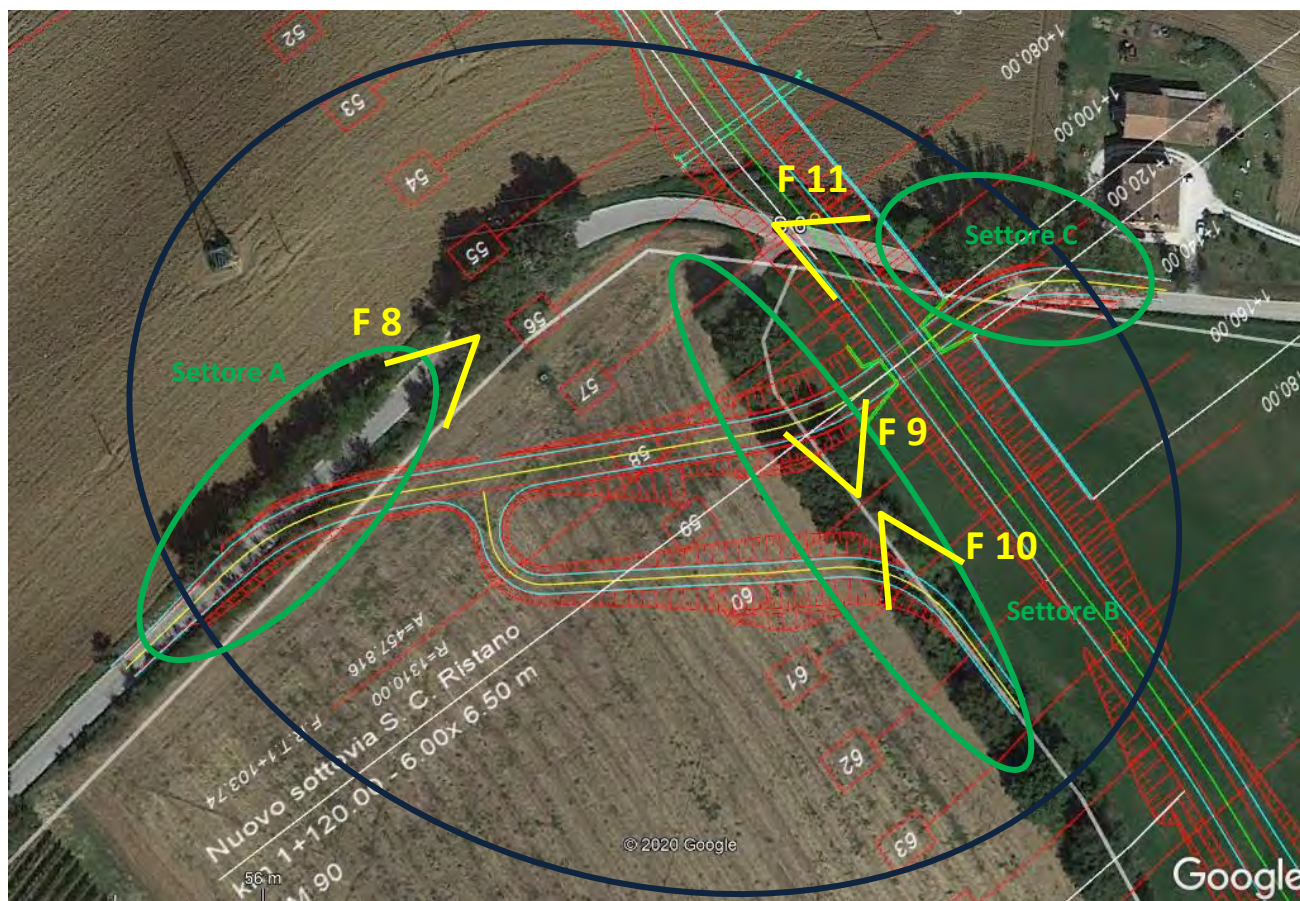 52
53
54
55
56
57
58
59
60
61
62
63
1+080.00
1+100.00
1+120.00
1+140.00
1+160.00
F 11
Settore C
F 8
Settore A
F 9
F 10
Settore B
A=457.816
R=1310.00
F.R.T.1+103.74
Nuovo sottovia S. C. Ristano
km 1+120.00 - 6.00x 6.50 m
M 90
56 m
© 2020 Google
Google